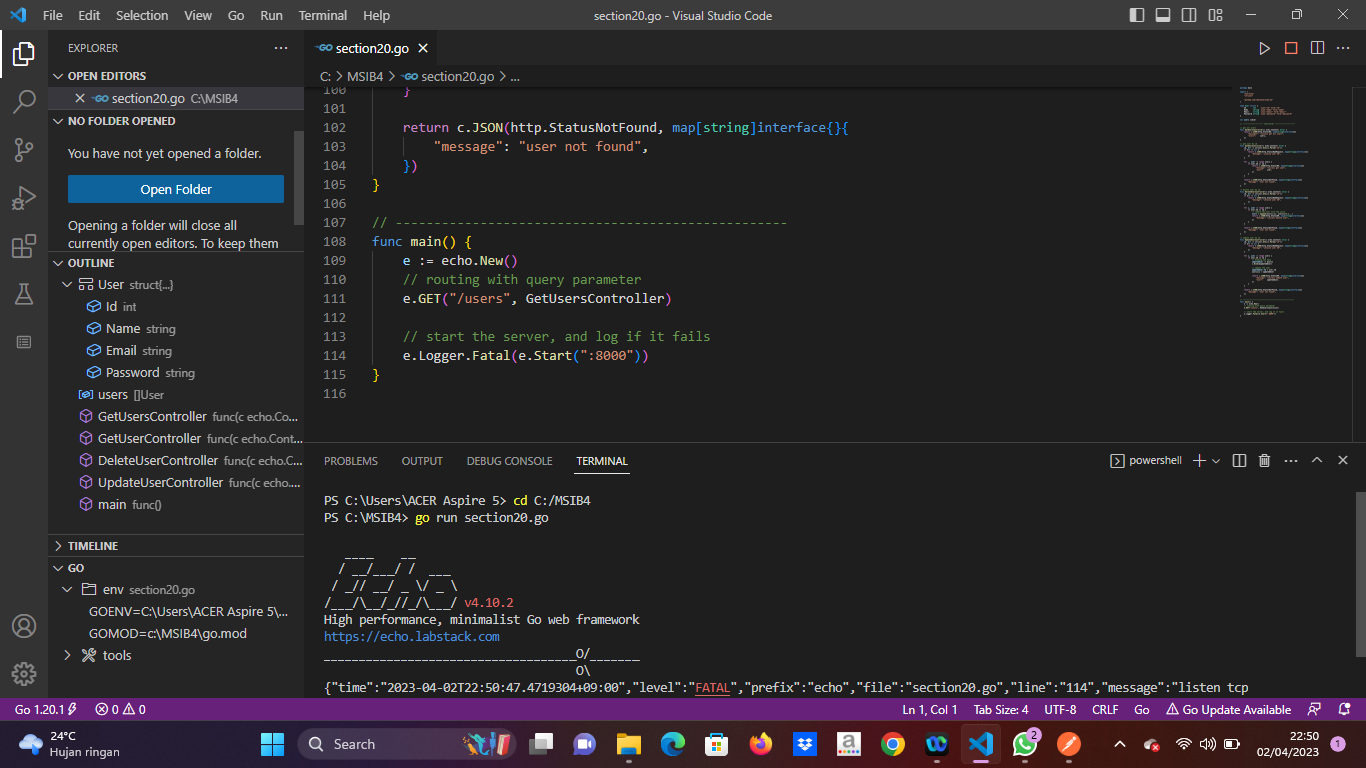 File Edit Selection View Go Run Terminal Help section20.go - Visual Studio Code
EXPLORER
OPEN EDITORS
section20.go C:\MSIB4
NO FOLDER OPENED
You have not yet opened a folder.
Open Folder
Opening a folder will close all
currently open editors. To keep them
OUTLINE
User struct{...}
Id int
Name string
Email string
Password string
users []User
GetUsersController func(c echo.Co...
GetUserController func(c echo.Cont...
DeleteUserController func(c echo.C...
UpdateUserController func(c echo....
main func()
TIMELINE
GO
env section20.go
GOENV=C:\Users\ACER Aspire 5\...
GOMOD=c:\MSIB4\go.mod
tools
GO section20.go
C: > MSIB4 > GO section20.go > ...
100 }
101
102 return c.JSON(http.StatusNotFound, map[string]interface{}{
103 "message": "user not found",
104 })
105 }
106
107 // ---------------------------------------------------
108 func main() {
109 e := echo.New()
110 // routing with query parameter
111 e.GET("/users", GetUsersController)
112
113 // start the server, and log if it fails
114 e.Logger.Fatal(e.Start(":8000"))
115 }
116
PROBLEMS OUTPUT DEBUG CONSOLE TERMINAL powershell
PS C:\Users\ACER Aspire 5> cd C:/MSIB4
PS C:\MSIB4> go run section20.go
   ____    __
  / __/___/ /  ___
 / _// __/ _ \/ _ \
/___/\__/_//_/\___/ v4.10.2
High performance, minimalist Go web framework
https://echo.labstack.com
____________________________________O/_______
                                    O\
{"time":"2023-04-02T22:50:47.4719304+09:00","level":"FATAL","prefix":"echo","file":"section20.go","line":"114","message":"listen tcp
Go 1.20.1 0 0 Ln 1, Col 1 Tab Size: 4 UTF-8 CRLF Go Go Update Available
24°C
Hujan ringan
Search
2
22:50
02/04/2023
1